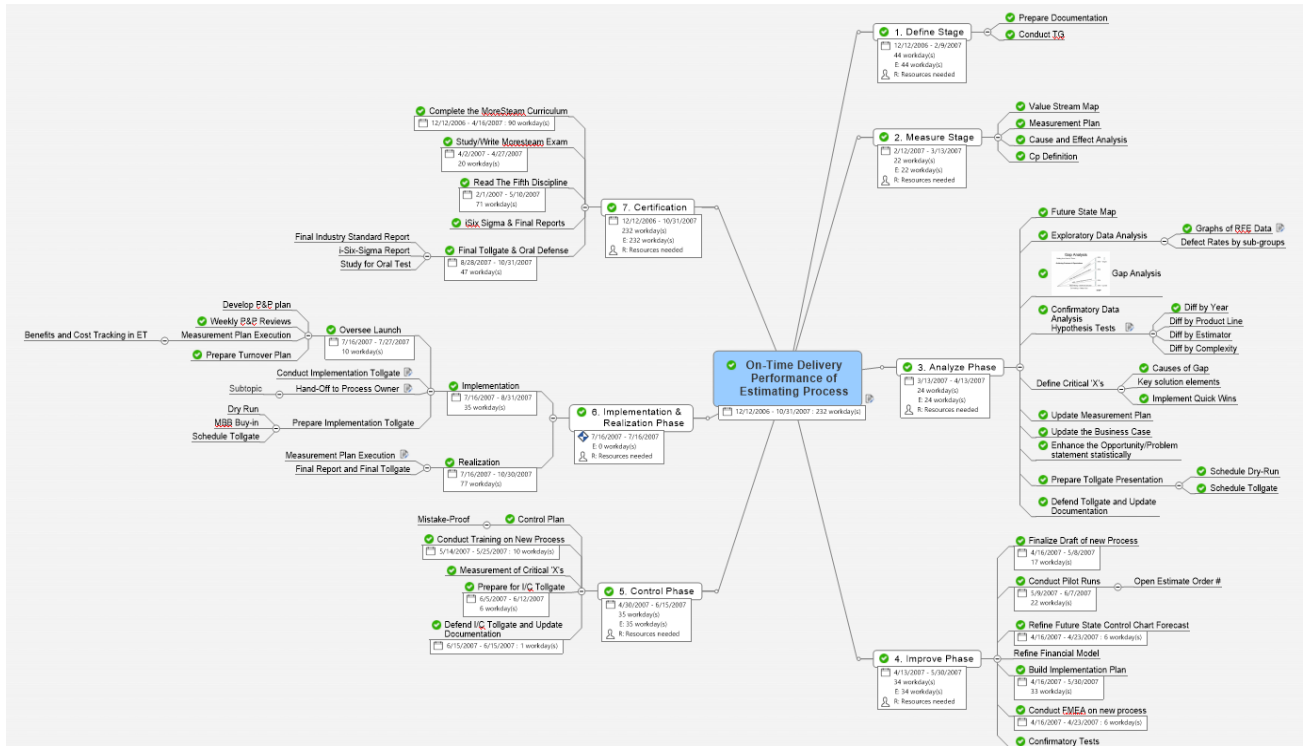 On-Time Delivery
Performance of
Estimating Process
12/12/2006 - 10/31/2007 : 232 workday(s)
1. Define Stage
12/12/2006 - 2/9/2007
44 workday(s)
E: 44 workday(s)
R: Resources needed
Prepare Documentation
Conduct TG
2. Measure Stage
2/12/2007 - 3/13/2007
22 workday(s)
E: 22 workday(s)
R: Resources needed
Value Stream Map
Measurement Plan
Cause and Effect Analysis
Cp Definition
3. Analyze Phase
3/13/2007 - 4/13/2007
24 workday(s)
E: 24 workday(s)
R: Resources needed
Future State Map
Exploratory Data Analysis
Graphs of RFE Data
Defect Rates by sub-groups
Gap Analysis
Gap Analysis
Confirmatory Data
Analysis
Hypothesis Tests
Diff by Year
Diff by Product Line
Diff by Estimator
Diff by Complexity
Define Critical 'X's
Causes of Gap
Key solution elements
Implement Quick Wins
Update Measurement Plan
Update the Business Case
Enhance the Opportunity/Problem
statement statistically
Prepare Tollgate Presentation
Schedule Dry-Run
Schedule Tollgate
Defend Tollgate and Update
Documentation
4. Improve Phase
4/13/2007 - 5/30/2007
34 workday(s)
E: 34 workday(s)
R: Resources needed
Finalize Draft of new Process
4/16/2007 - 5/8/2007
17 workday(s)
Conduct Pilot Runs
5/9/2007 - 6/7/2007
22 workday(s)
Open Estimate Order #
Refine Future State Control Chart Forecast
4/16/2007 - 4/23/2007 : 6 workday(s)
Refine Financial Model
Build Implementation Plan
4/16/2007 - 5/30/2007
33 workday(s)
Conduct FMEA on new process
4/16/2007 - 4/23/2007 : 6 workday(s)
Confirmatory Tests
5. Control Phase
4/30/2007 - 6/15/2007
35 workday(s)
E: 35 workday(s)
R: Resources needed
Control Plan
Mistake-Proof
Conduct Training on New Process
5/14/2007 - 5/25/2007 : 10 workday(s)
Measurement of Critical 'X's
Prepare for I/C Tollgate
6/5/2007 - 6/12/2007
6 workday(s)
Defend I/C Tollgate and Update
Documentation
6/15/2007 - 6/15/2007 : 1 workday(s)
6. Implementation &
Realization Phase
7/16/2007 - 7/16/2007
E: 0 workday(s)
R: Resources needed
Implementation
7/16/2007 - 8/31/2007
35 workday(s)
Oversee Launch
7/16/2007 - 7/27/2007
10 workday(s)
Develop P&P plan
Weekly P&P Reviews
Measurement Plan Execution
Benefits and Cost Tracking in ET
Prepare Turnover Plan
Conduct Implementation Tollgate
Hand-Off to Process Owner
Subtopic
Prepare Implementation Tollgate
Dry Run
MBB Buy-in
Schedule Tollgate
Realization
7/16/2007 - 10/30/2007
77 workday(s)
Measurement Plan Execution
Final Report and Final Tollgate
7. Certification
12/12/2006 - 10/31/2007
232 workday(s)
E: 232 workday(s)
R: Resources needed
Complete the MoreSteam Curriculum
12/12/2006 - 4/16/2007 : 90 workday(s)
Study/Write Moresteam Exam
4/2/2007 - 4/27/2007
20 workday(s)
Read The Fifth Discipline
2/1/2007 - 5/10/2007
71 workday(s)
iSix Sigma & Final Reports
Final Tollgate & Oral Defense
8/28/2007 - 10/31/2007
47 workday(s)
Final Industry Standard Report
i-Six-Sigma Report
Study for Oral Test